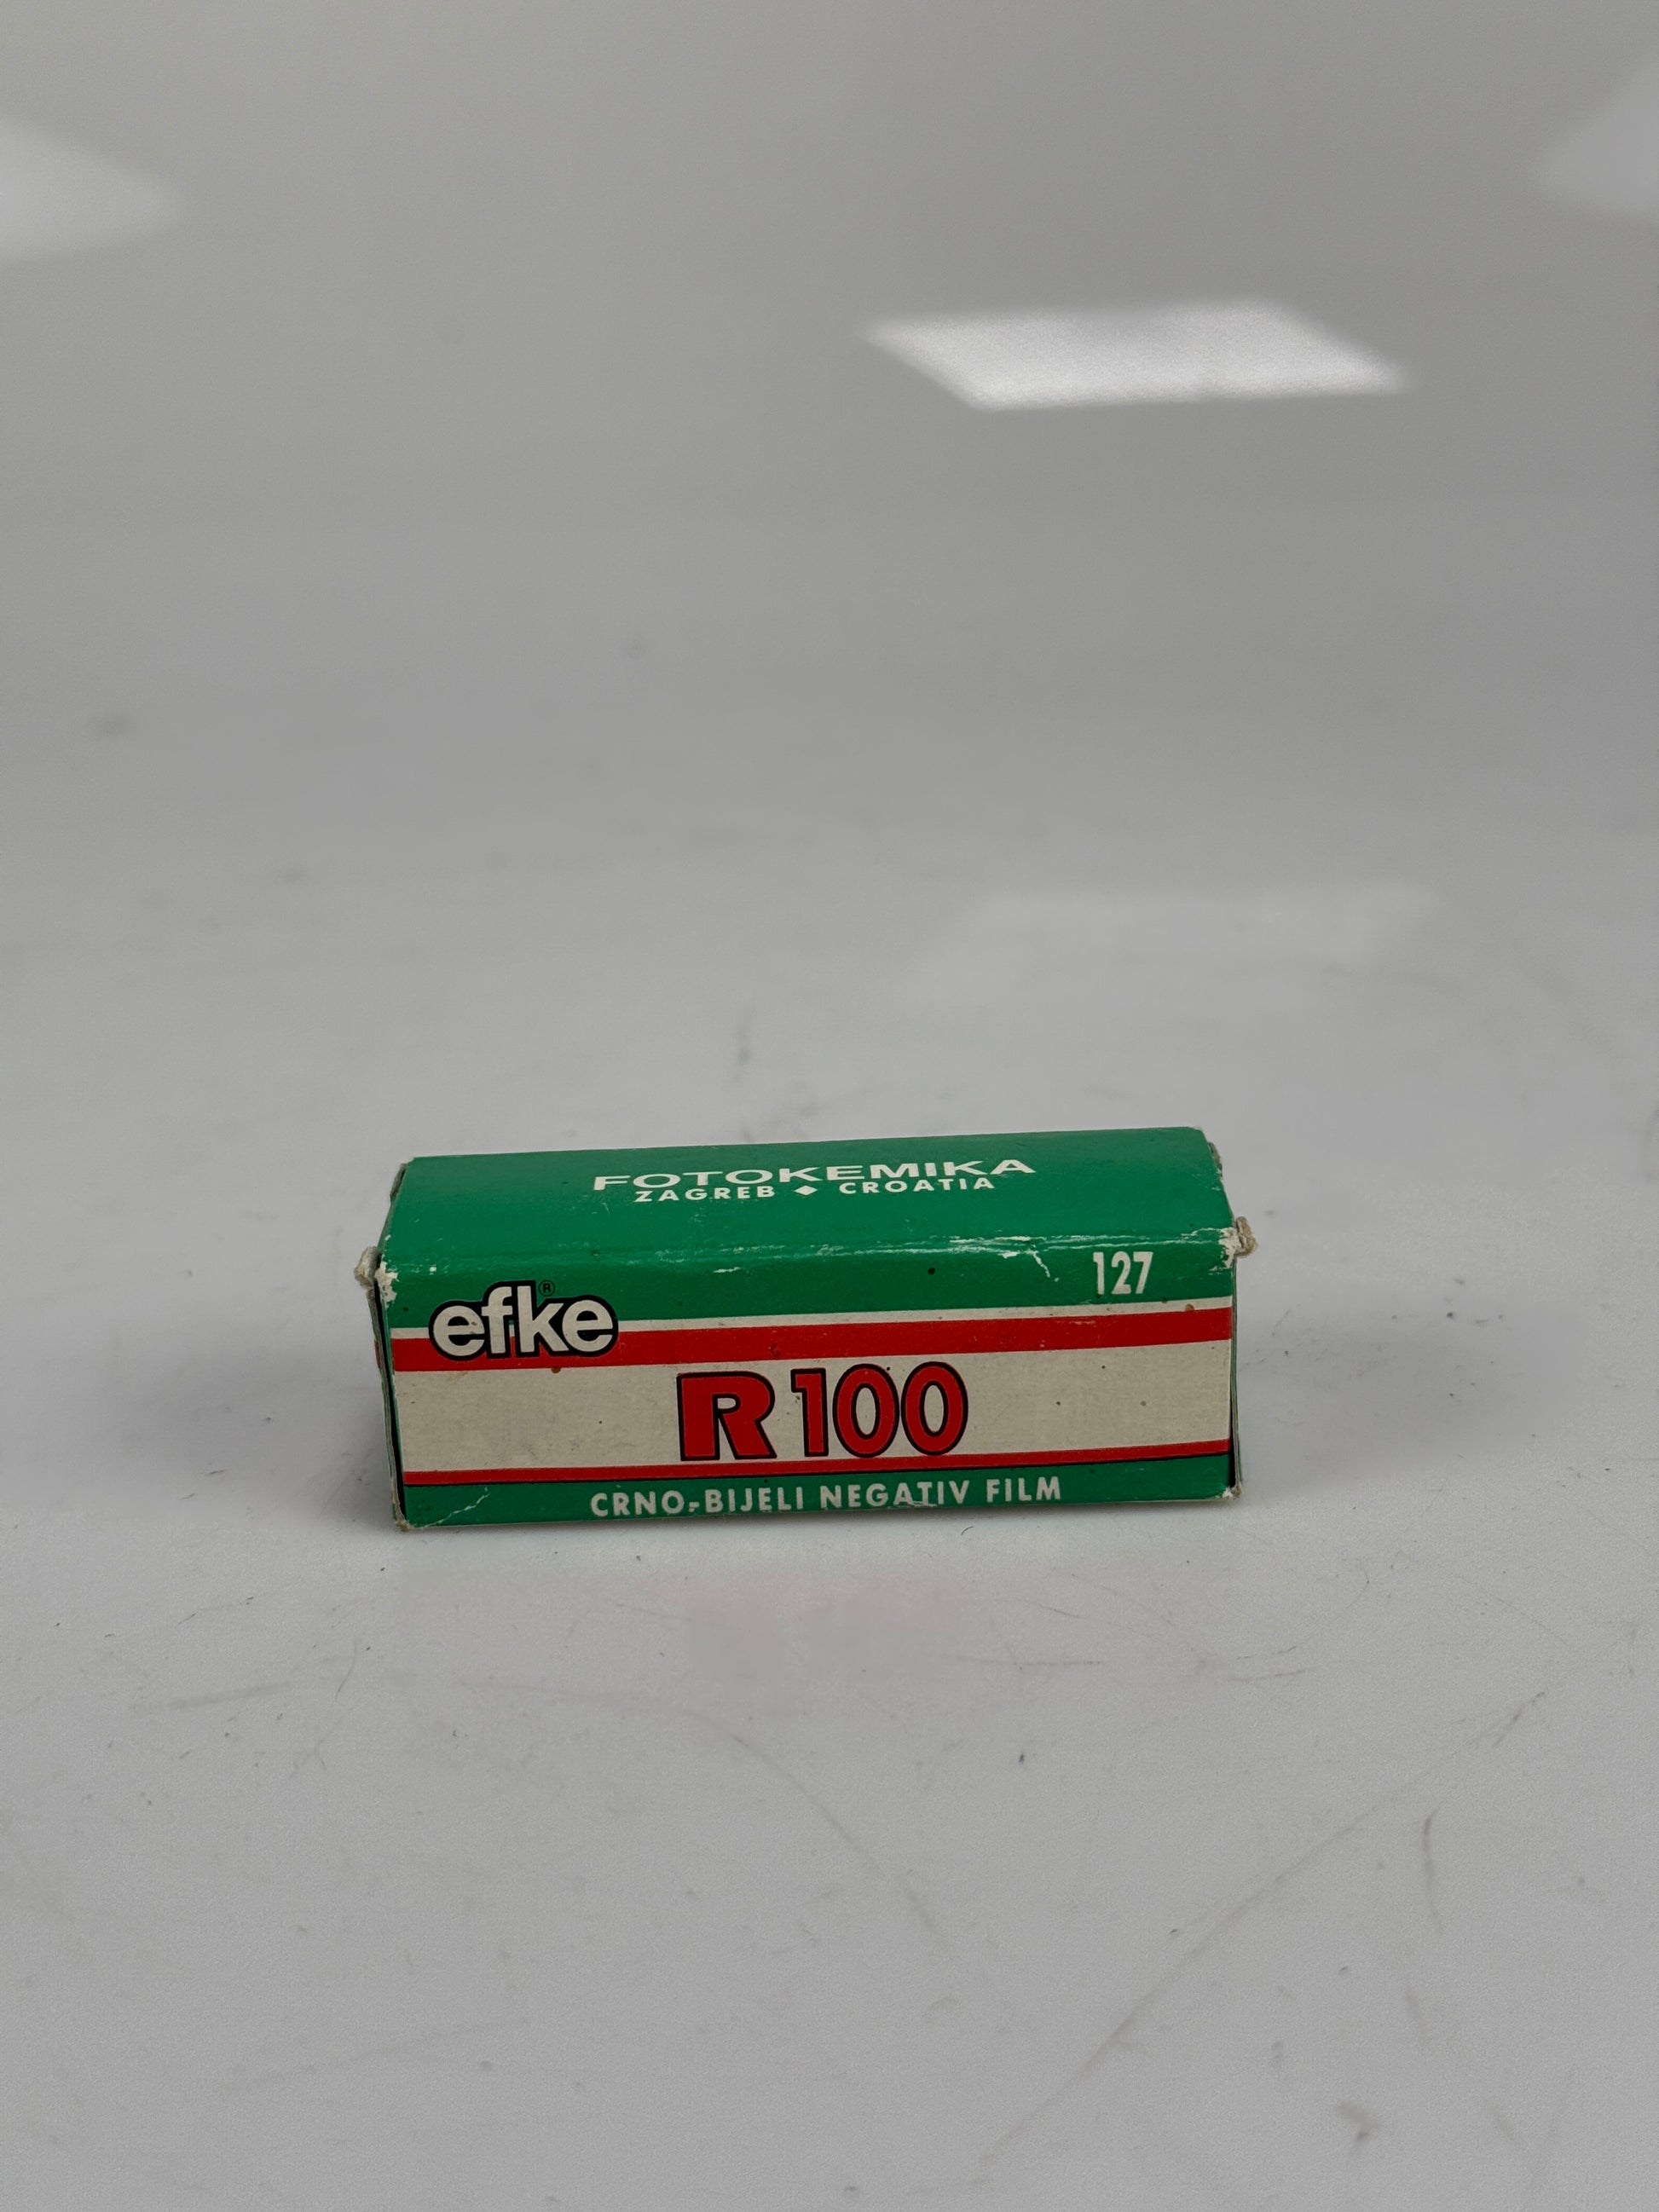 FOTOKEMIKA
ZAGREB ◆ CROATIA
127
efke®
R100
CRNO-BIJELI NEGATIV FILM